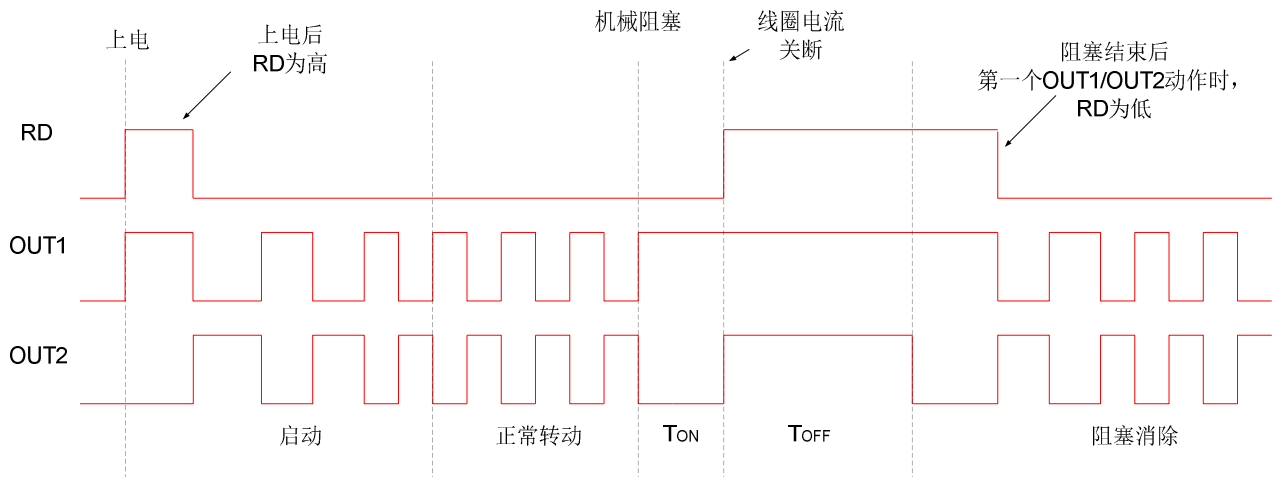 上电
上电后
RD为高
机械阻塞
线圈电流
关断
阻塞结束后
第一个OUT1/OUT2动作时，
RD为低
RD
OUT1
OUT2
启动
正常转动
TON
TOFF
阻塞消除